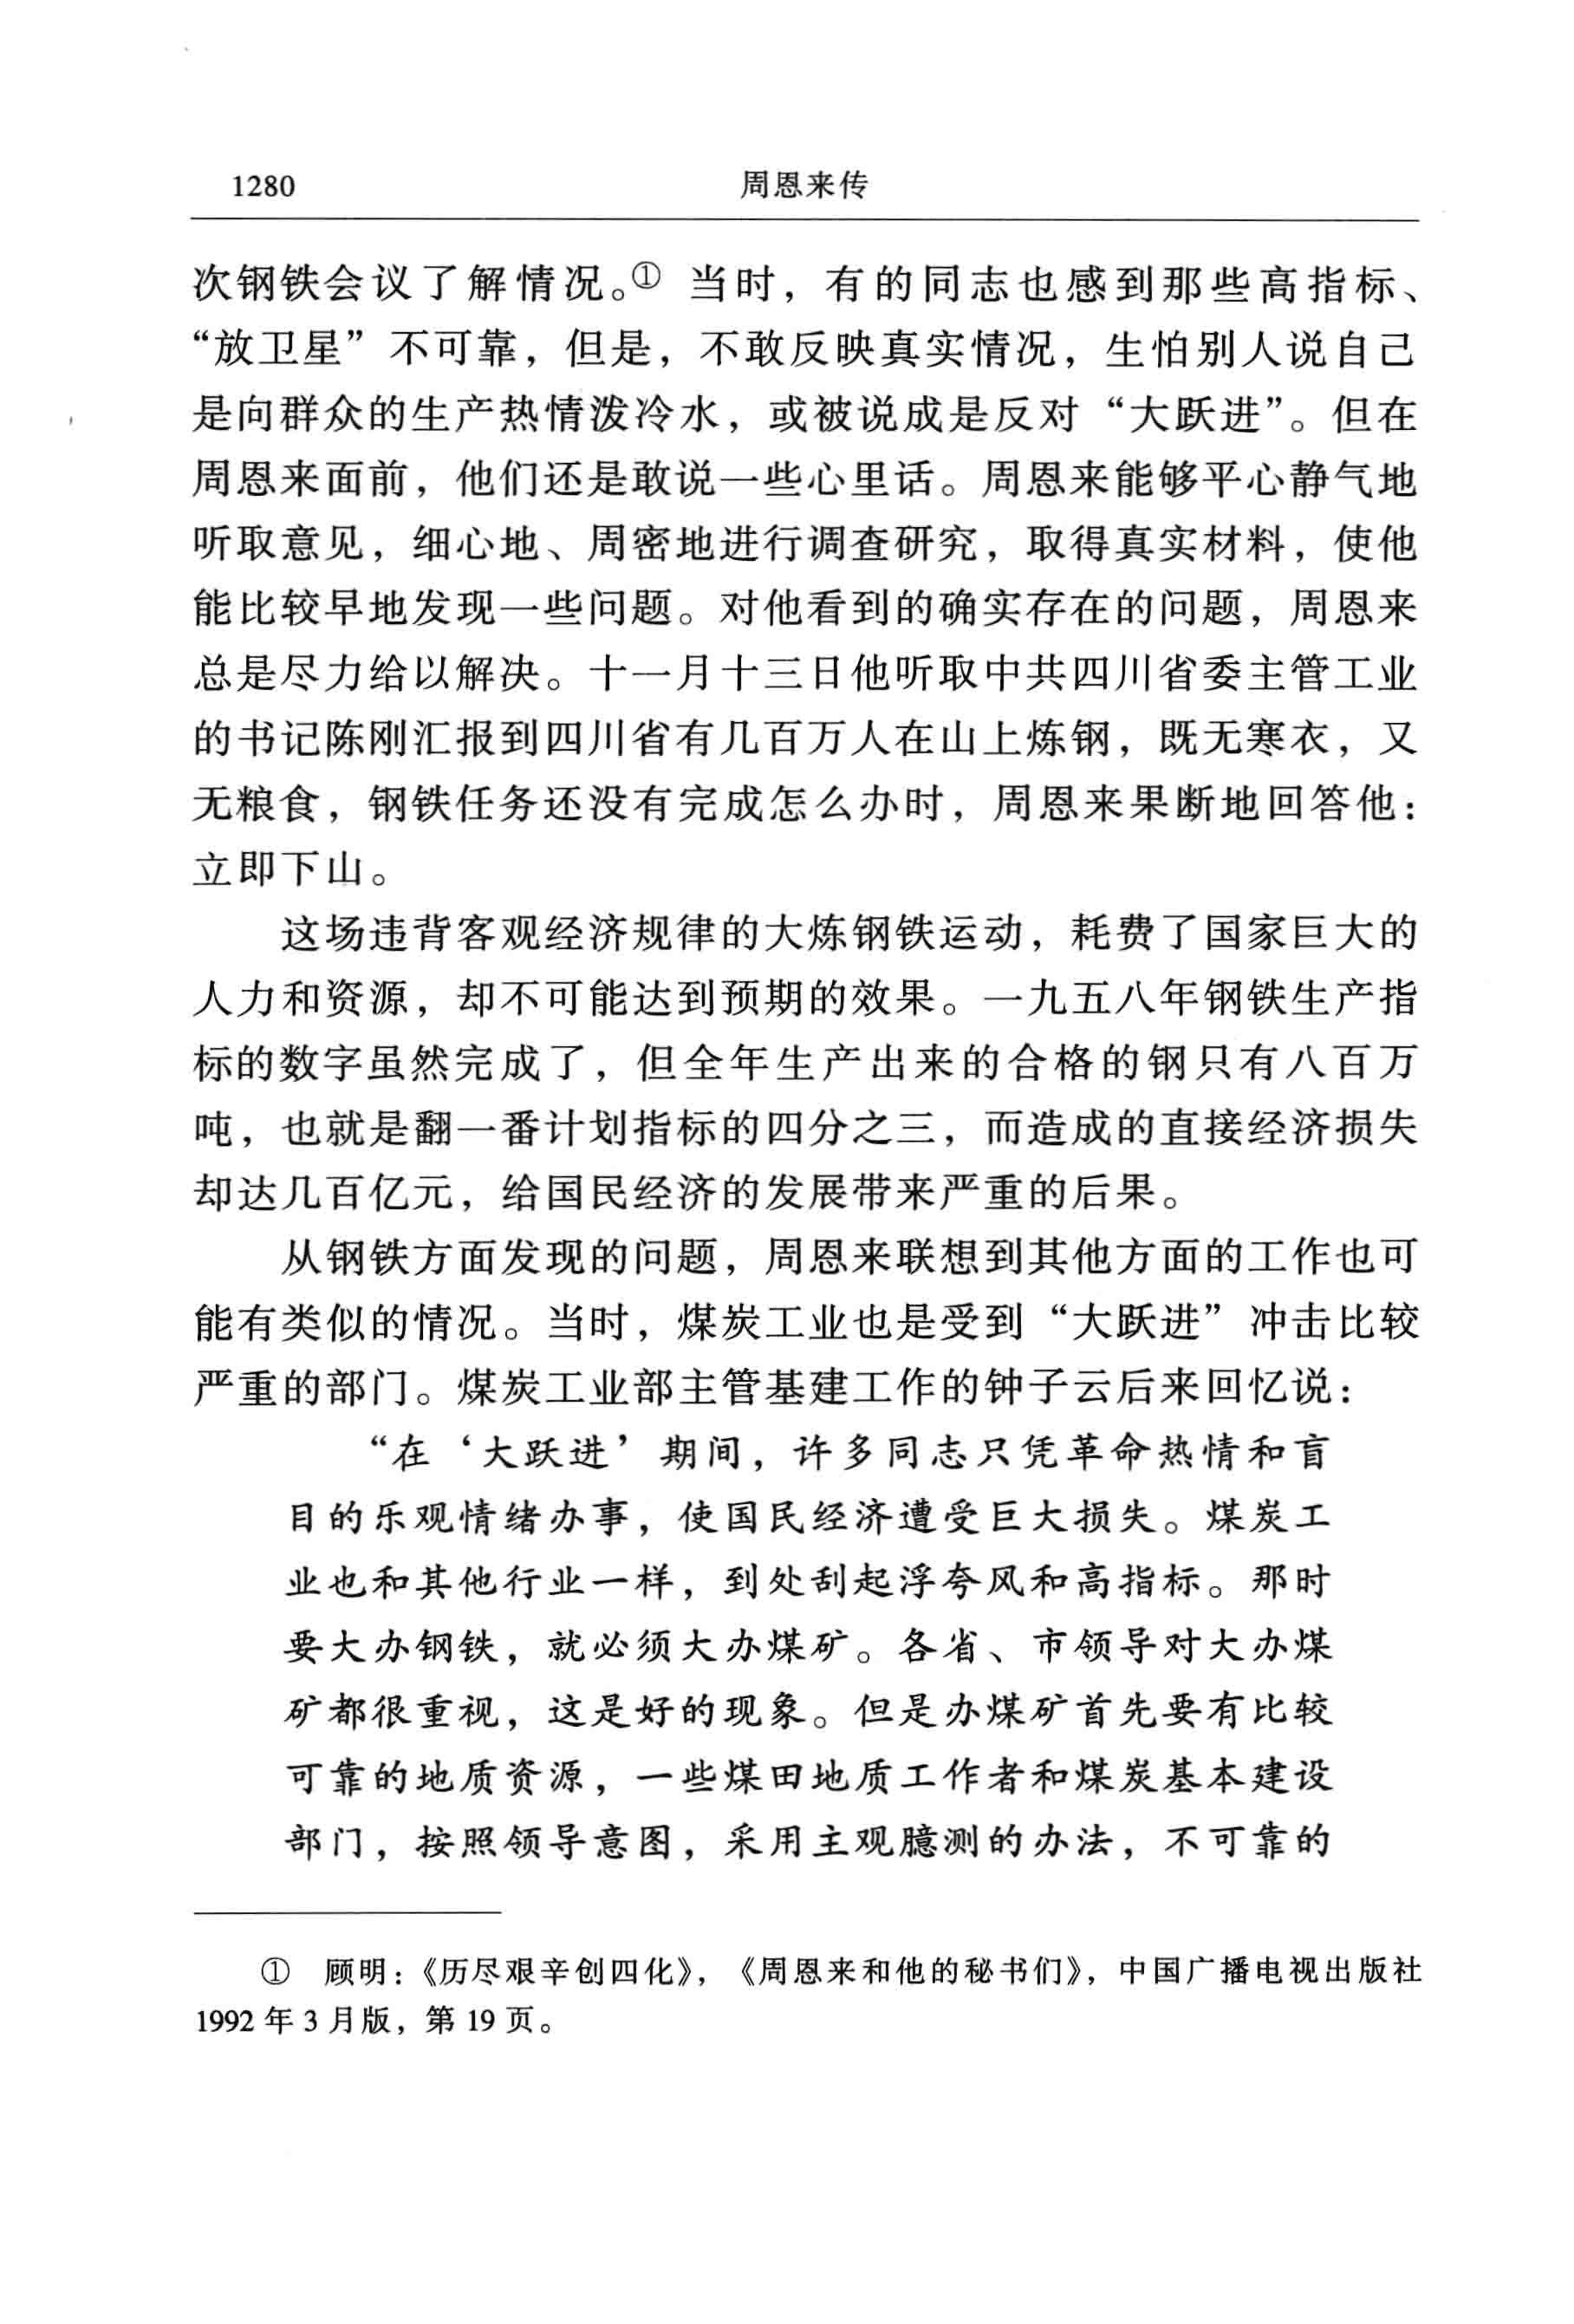 1280 周恩来传
次钢铁会议了解情况。① 当时，有的同志也感到那些高指标、
“放卫星”不可靠，但是，不敢反映真实情况，生怕别人说自己
是向群众的生产热情泼冷水，或被说成是反对“大跃进”。但在
周恩来面前，他们还是敢说一些心里话。周恩来能够平心静气地
听取意见，细心地、周密地进行调查研究，取得真实材料，使他
能比较早地发现一些问题。对他看到的确实存在的问题，周恩来
总是尽力给以解决。十一月十三日他听取中共四川省委主管工业
的书记陈刚汇报到四川省有几百万人在山上炼钢，既无寒衣，又
无粮食，钢铁任务还没有完成怎么办时，周恩来果断地回答他：
立即下山。
这场违背客观经济规律的大炼钢铁运动，耗费了国家巨大的
人力和资源，却不可能达到预期的效果。一九五八年钢铁生产指
标的数字虽然完成了，但全年生产出来的合格的钢只有八百万
吨，也就是翻一番计划指标的四分之三，而造成的直接经济损失
却达几百亿元，给国民经济的发展带来严重的后果。
从钢铁方面发现的问题，周恩来联想到其他方面的工作也可
能有类似的情况。当时，煤炭工业也是受到“大跃进”冲击比较
严重的部门。煤炭工业部主管基建工作的钟子云后来回忆说：
“在‘大跃进’期间，许多同志只凭革命热情和盲
目的乐观情绪办事，使国民经济遭受巨大损失。煤炭工
业也和其他行业一样，到处刮起浮夸风和高指标。那时
要大办钢铁，就必须大办煤矿。各省、市领导对大办煤
矿都很重视，这是好的现象。但是办煤矿首先要有比较
可靠的地质资源，一些煤田地质工作者和煤炭基本建设
部门，按照领导意图，采用主观臆测的办法，不可靠的
① 顾明：《历尽艰辛创四化》，《周恩来和他的秘书们》，中国广播电视出版社
1992 年 3 月版，第 19 页。